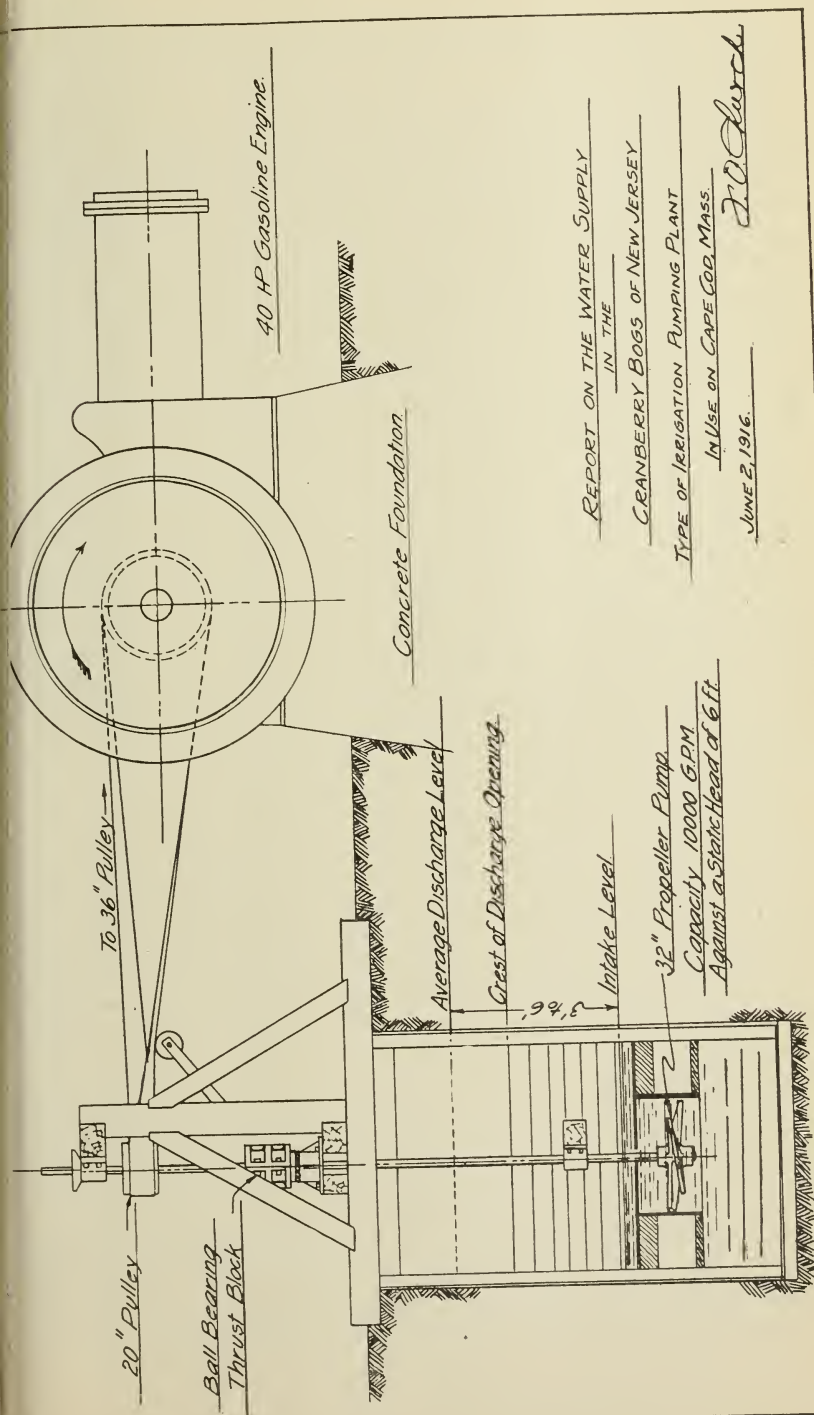 40 HP Gasoline Engine.
To 36" Pulley
20" Pulley
Ball Bearing
Thrust Block
Concrete Foundation.
Average Discharge Level
Crest of Discharge Opening
3' to 6'
Intake Level
32" Propeller Pump.
Capacity 10000 G.P.M.
Against a Static Head of 6 ft.
REPORT ON THE WATER SUPPLY
IN THE
CRANBERRY BOGS OF NEW JERSEY
TYPE OF IRRIGATION PUMPING PLANT
IN USE ON CAPE COD, MASS.
JUNE 2, 1916.
Church